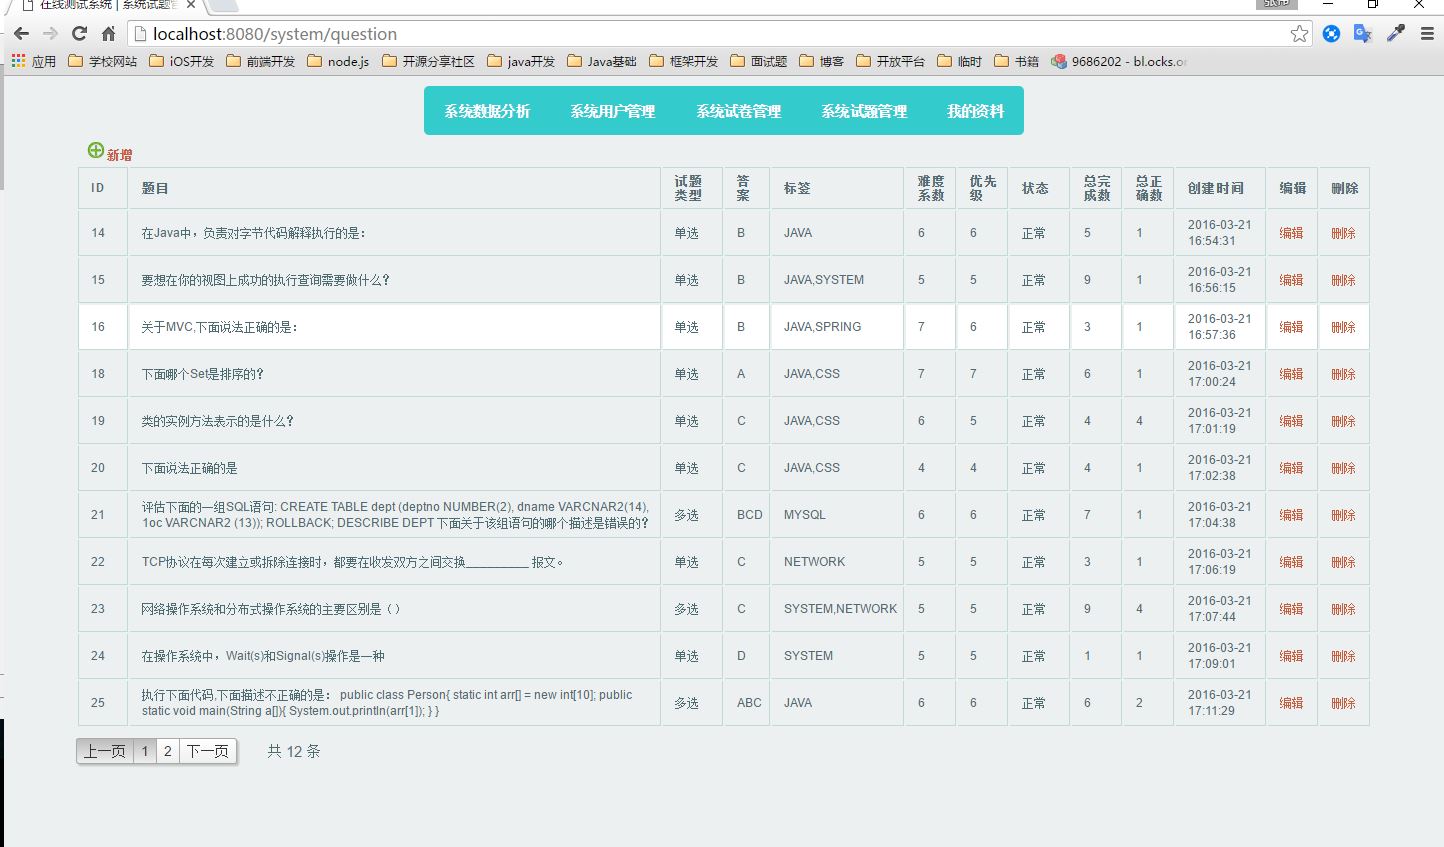 在线测试系统 | 系统试题管
localhost:8080/system/question
应用 学校网站 iOS开发 前端开发 node.js 开源分享社区 java开发 Java基础 框架开发 面试题 博客 开放平台 临时 书籍 9686202 - bl.ocks.or
系统数据分析 系统用户管理 系统试卷管理 系统试题管理 我的资料
新增
ID 题目 试题类型 答案 标签 难度系数 优先级 状态 总完成数 总正确数 创建时间 编辑 删除
14 在Java中，负责对字节代码解释执行的是： 单选 B JAVA 6 6 正常 5 1 2016-03-21 16:54:31 编辑 删除
15 要想在你的视图上成功的执行查询需要做什么？ 单选 B JAVA,SYSTEM 5 5 正常 9 1 2016-03-21 16:56:15 编辑 删除
16 关于MVC,下面说法正确的是： 单选 B JAVA,SPRING 7 6 正常 3 1 2016-03-21 16:57:36 编辑 删除
18 下面哪个Set是排序的？ 单选 A JAVA,CSS 7 7 正常 6 1 2016-03-21 17:00:24 编辑 删除
19 类的实例方法表示的是什么？ 单选 C JAVA,CSS 6 5 正常 4 4 2016-03-21 17:01:19 编辑 删除
20 下面说法正确的是 单选 C JAVA,CSS 4 4 正常 4 1 2016-03-21 17:02:38 编辑 删除
21 评估下面的一组SQL语句: CREATE TABLE dept (deptno NUMBER(2), dname VARCNAR2(14), 1oc VARCNAR2 (13)); ROLLBACK; DESCRIBE DEPT 下面关于该组语句的哪个描述是错误的？ 多选 BCD MYSQL 6 6 正常 7 1 2016-03-21 17:04:38 编辑 删除
22 TCP协议在每次建立或拆除连接时，都要在收发双方之间交换_________ 报文。 单选 C NETWORK 5 5 正常 3 1 2016-03-21 17:06:19 编辑 删除
23 网络操作系统和分布式操作系统的主要区别是（） 多选 C SYSTEM,NETWORK 5 5 正常 9 4 2016-03-21 17:07:44 编辑 删除
24 在操作系统中，Wait(s)和Signal(s)操作是一种 单选 D SYSTEM 5 5 正常 1 1 2016-03-21 17:09:01 编辑 删除
25 执行下面代码,下面描述不正确的是： public class Person{ static int arr[] = new int[10]; public static void main(String a[]){ System.out.println(arr[1]); } } 多选 ABC JAVA 6 6 正常 6 2 2016-03-21 17:11:29 编辑 删除
上一页 1 2 下一页 共 12 条